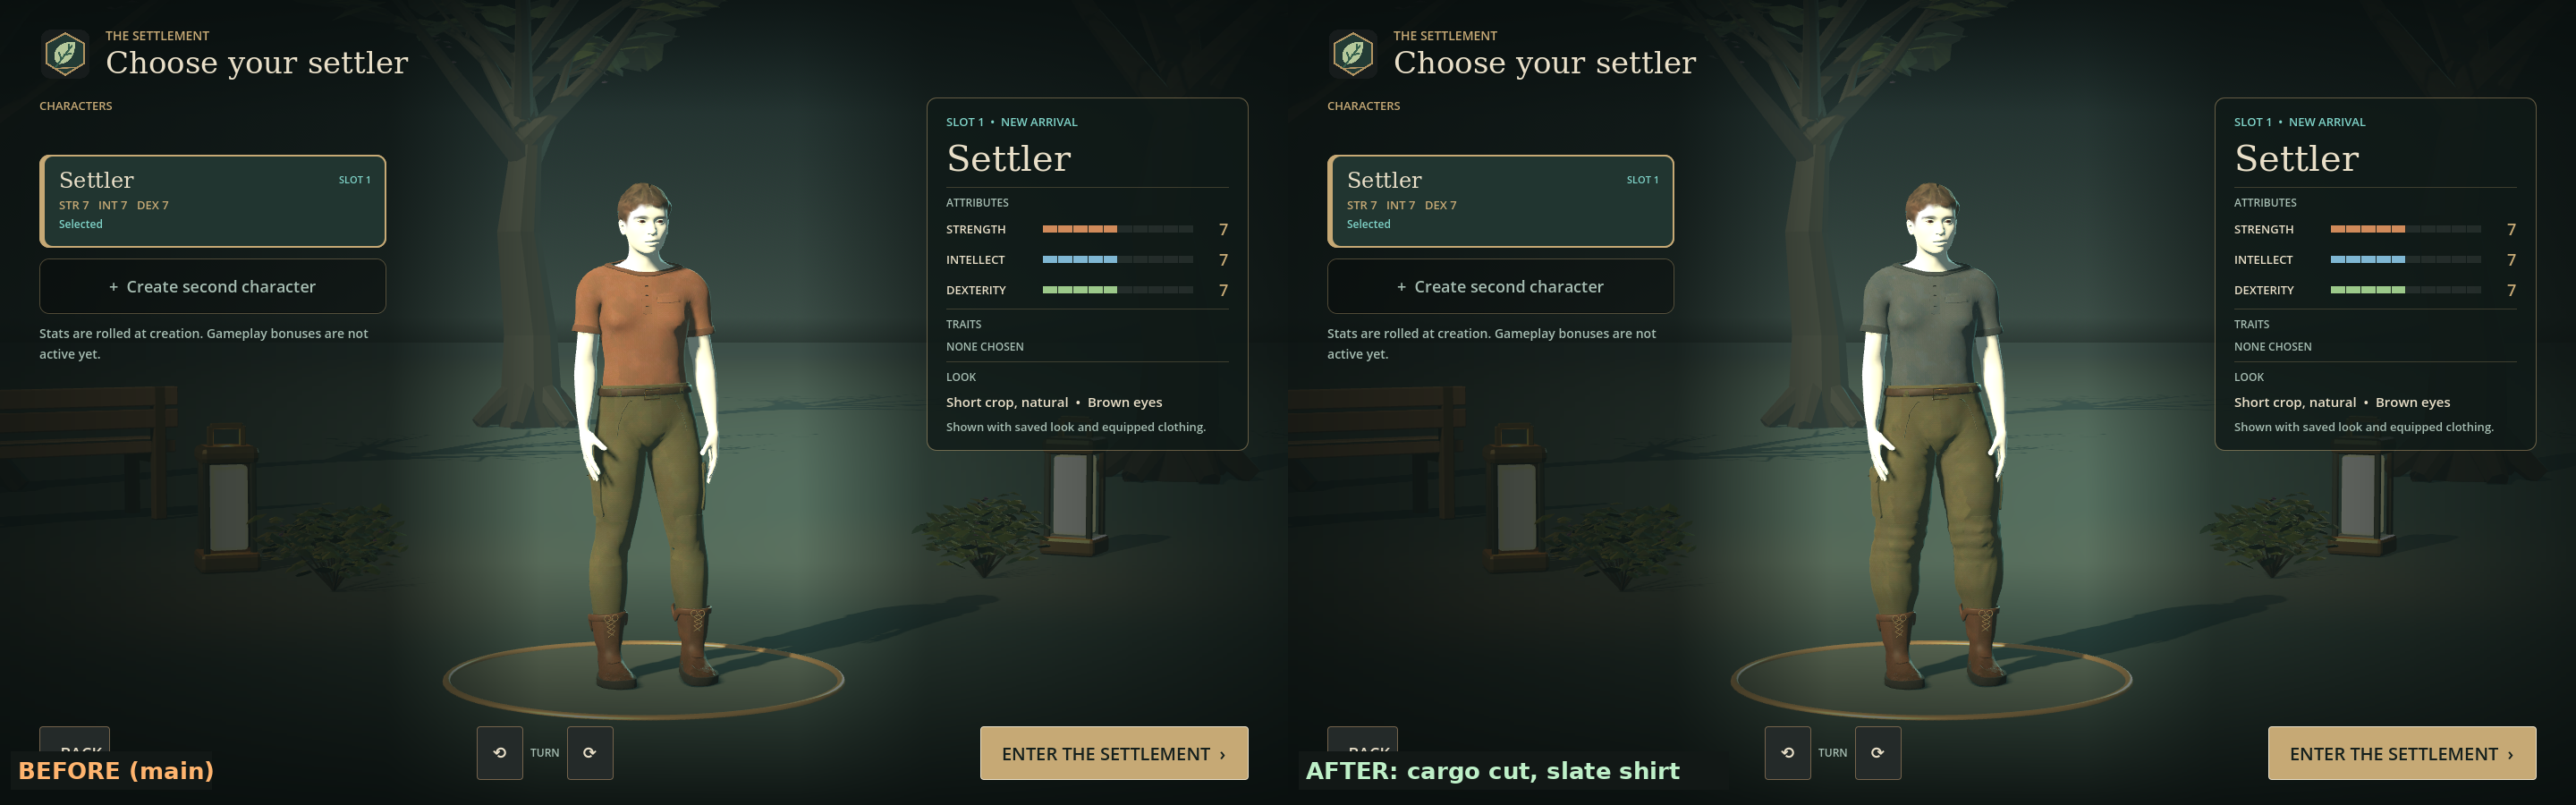 THE SETTLEMENT
Choose your settler
CHARACTERS
Settler
SLOT 1
STR 7 INT 7 DEX 7
Selected
+ Create second character
Stats are rolled at creation. Gameplay bonuses are not
active yet.
SLOT 1 • NEW ARRIVAL
Settler
ATTRIBUTES
STRENGTH 7
INTELLECT 7
DEXTERITY 7
TRAITS
NONE CHOSEN
LOOK
Short crop, natural • Brown eyes
Shown with saved look and equipped clothing.
BACK
⟲ TURN ⟳
ENTER THE SETTLEMENT ›
BEFORE (main)
THE SETTLEMENT
Choose your settler
CHARACTERS
Settler
SLOT 1
STR 7 INT 7 DEX 7
Selected
+ Create second character
Stats are rolled at creation. Gameplay bonuses are not
active yet.
SLOT 1 • NEW ARRIVAL
Settler
ATTRIBUTES
STRENGTH 7
INTELLECT 7
DEXTERITY 7
TRAITS
NONE CHOSEN
LOOK
Short crop, natural • Brown eyes
Shown with saved look and equipped clothing.
BACK
⟲ TURN ⟳
ENTER THE SETTLEMENT ›
AFTER: cargo cut, slate shirt